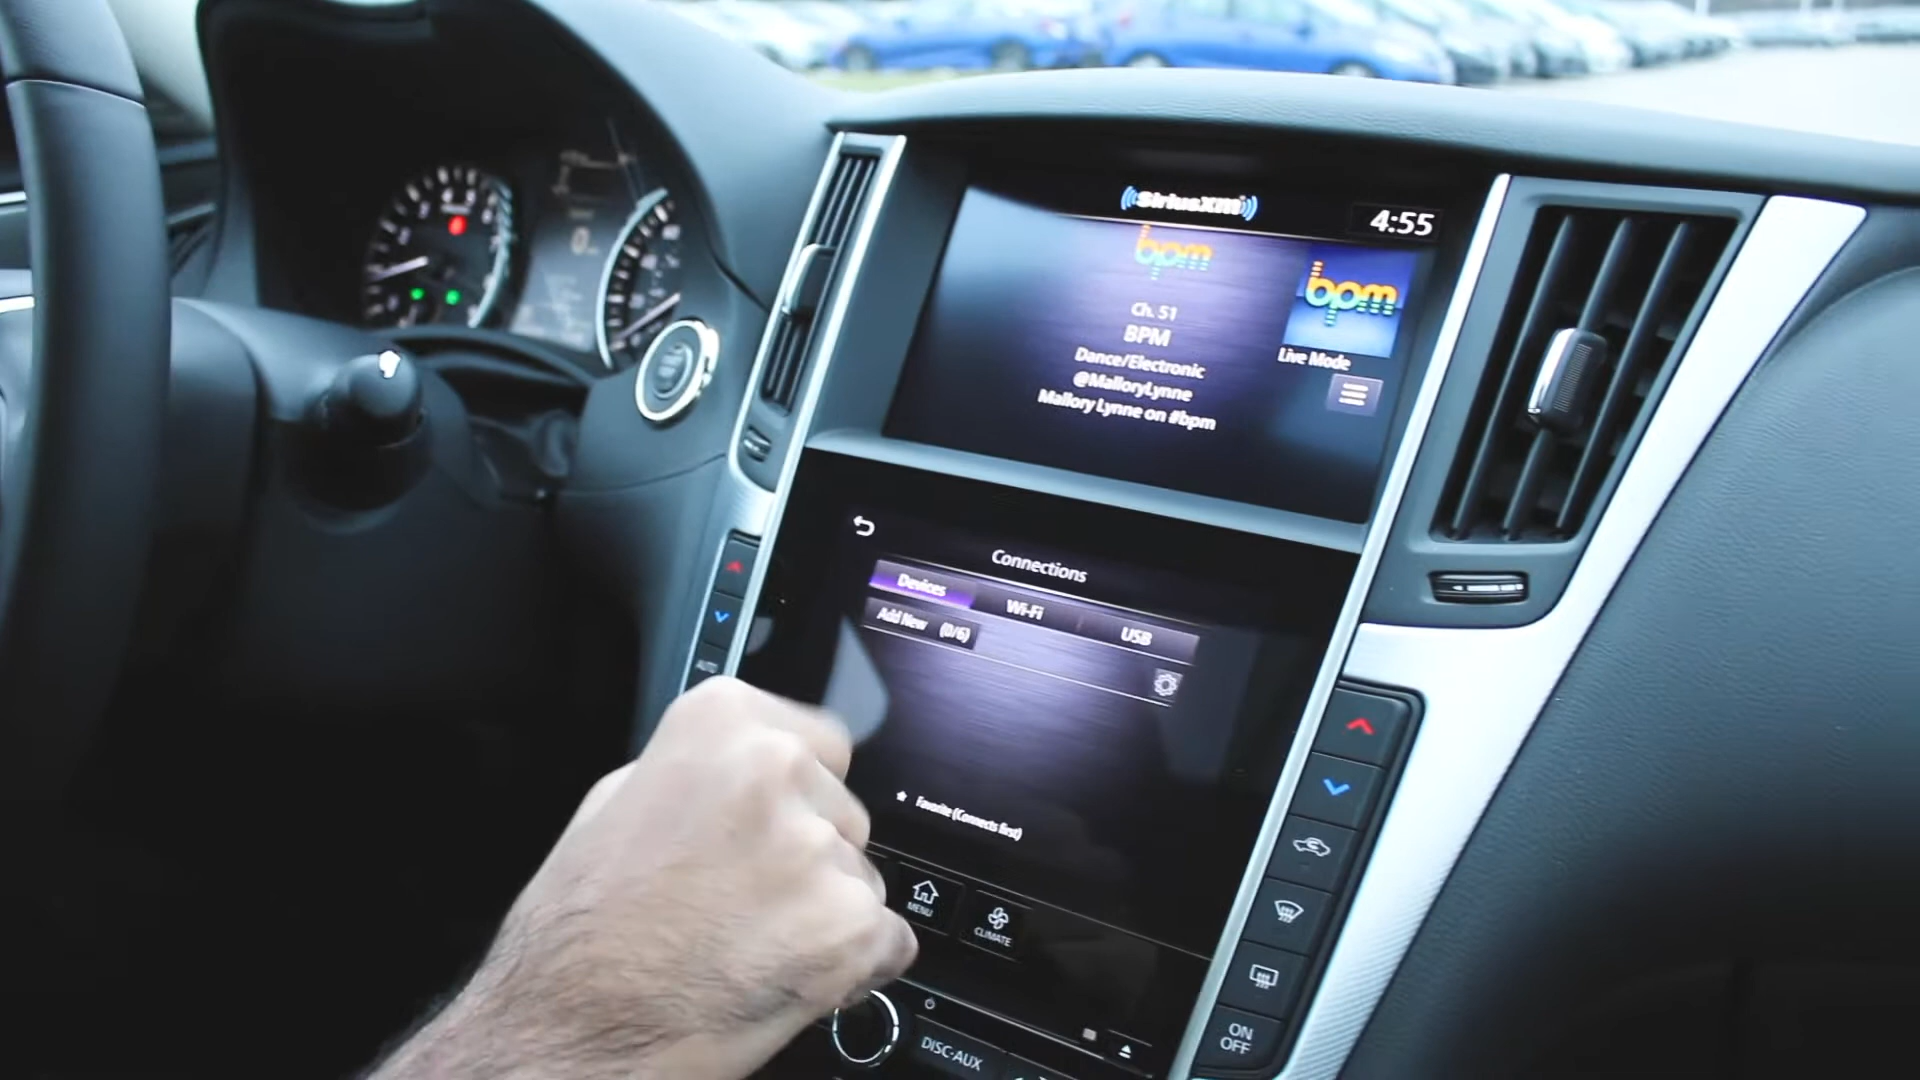 ((SiriusXM))
4:55
bpm
bpm
Ch. 51
BPM
Dance/Electronic
@MalloryLynne
Mallory Lynne on #bpm
Live Mode
Connections
Devices
Wi-Fi
USB
Add New (0/6)
Favorite (Connects first)
AUTO
MENU
CLIMATE
DISC·AUX
ON
OFF